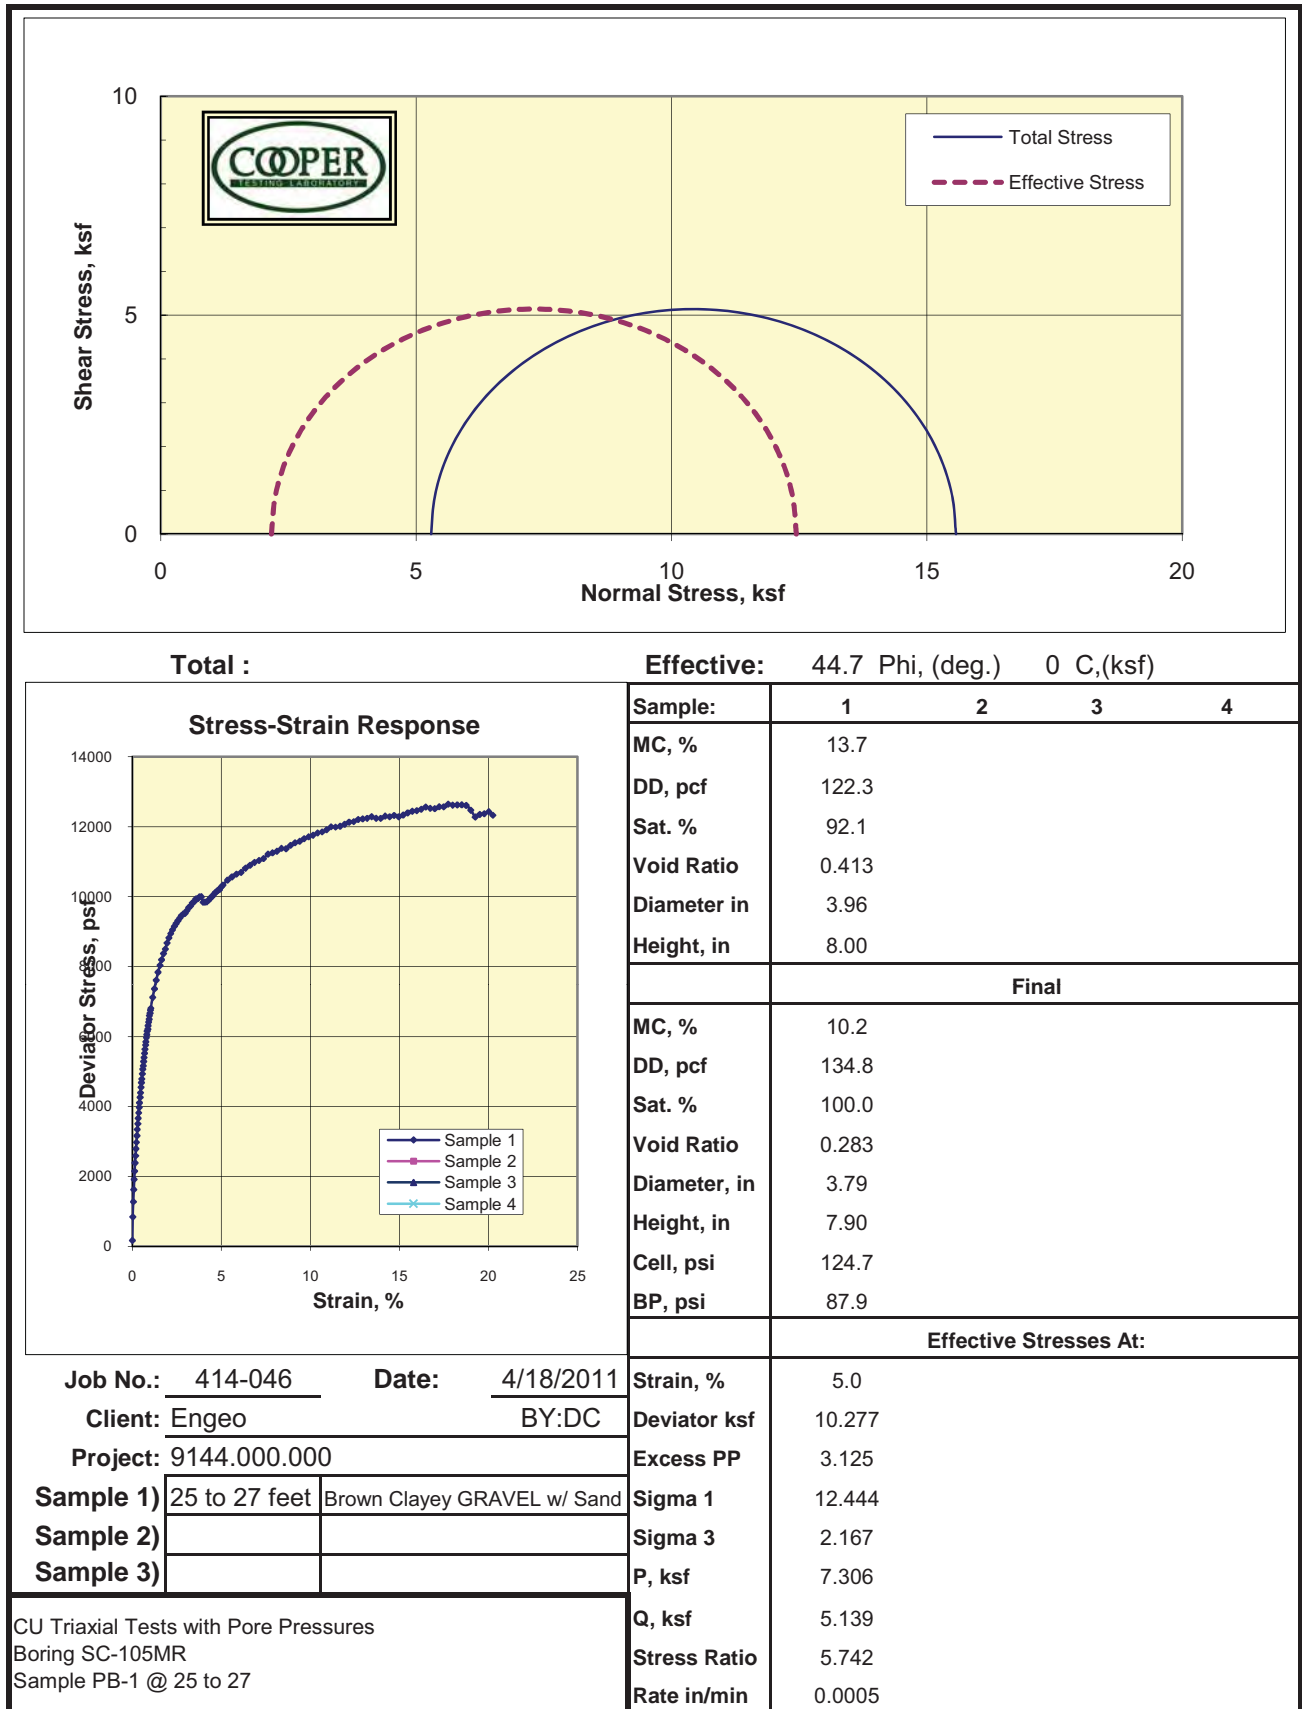 10
5
0
0
5
10
15
20
Shear Stress, ksf
Normal Stress, ksf
COOPER
TESTING LABORATORY
Total Stress
Effective Stress
Total :
Effective: 44.7 Phi, (deg.) 0 C,(ksf)
Stress-Strain Response
14000
12000
10000
8000
6000
4000
2000
0
0
5
10
15
20
25
Deviator Stress, psf
Strain, %
Sample 1
Sample 2
Sample 3
Sample 4
Sample: 1 2 3 4
MC, % 13.7
DD, pcf 122.3
Sat. % 92.1
Void Ratio 0.413
Diameter in 3.96
Height, in 8.00
Final
MC, % 10.2
DD, pcf 134.8
Sat. % 100.0
Void Ratio 0.283
Diameter, in 3.79
Height, in 7.90
Cell, psi 124.7
BP, psi 87.9
Effective Stresses At:
Strain, % 5.0
Deviator ksf 10.277
Excess PP 3.125
Sigma 1 12.444
Sigma 3 2.167
P, ksf 7.306
Q, ksf 5.139
Stress Ratio 5.742
Rate in/min 0.0005
Job No.: 414-046 Date: 4/18/2011
Client: Engeo BY:DC
Project: 9144.000.000
Sample 1) 25 to 27 feet Brown Clayey GRAVEL w/ Sand
Sample 2)
Sample 3)
CU Triaxial Tests with Pore Pressures
Boring SC-105MR
Sample PB-1 @ 25 to 27